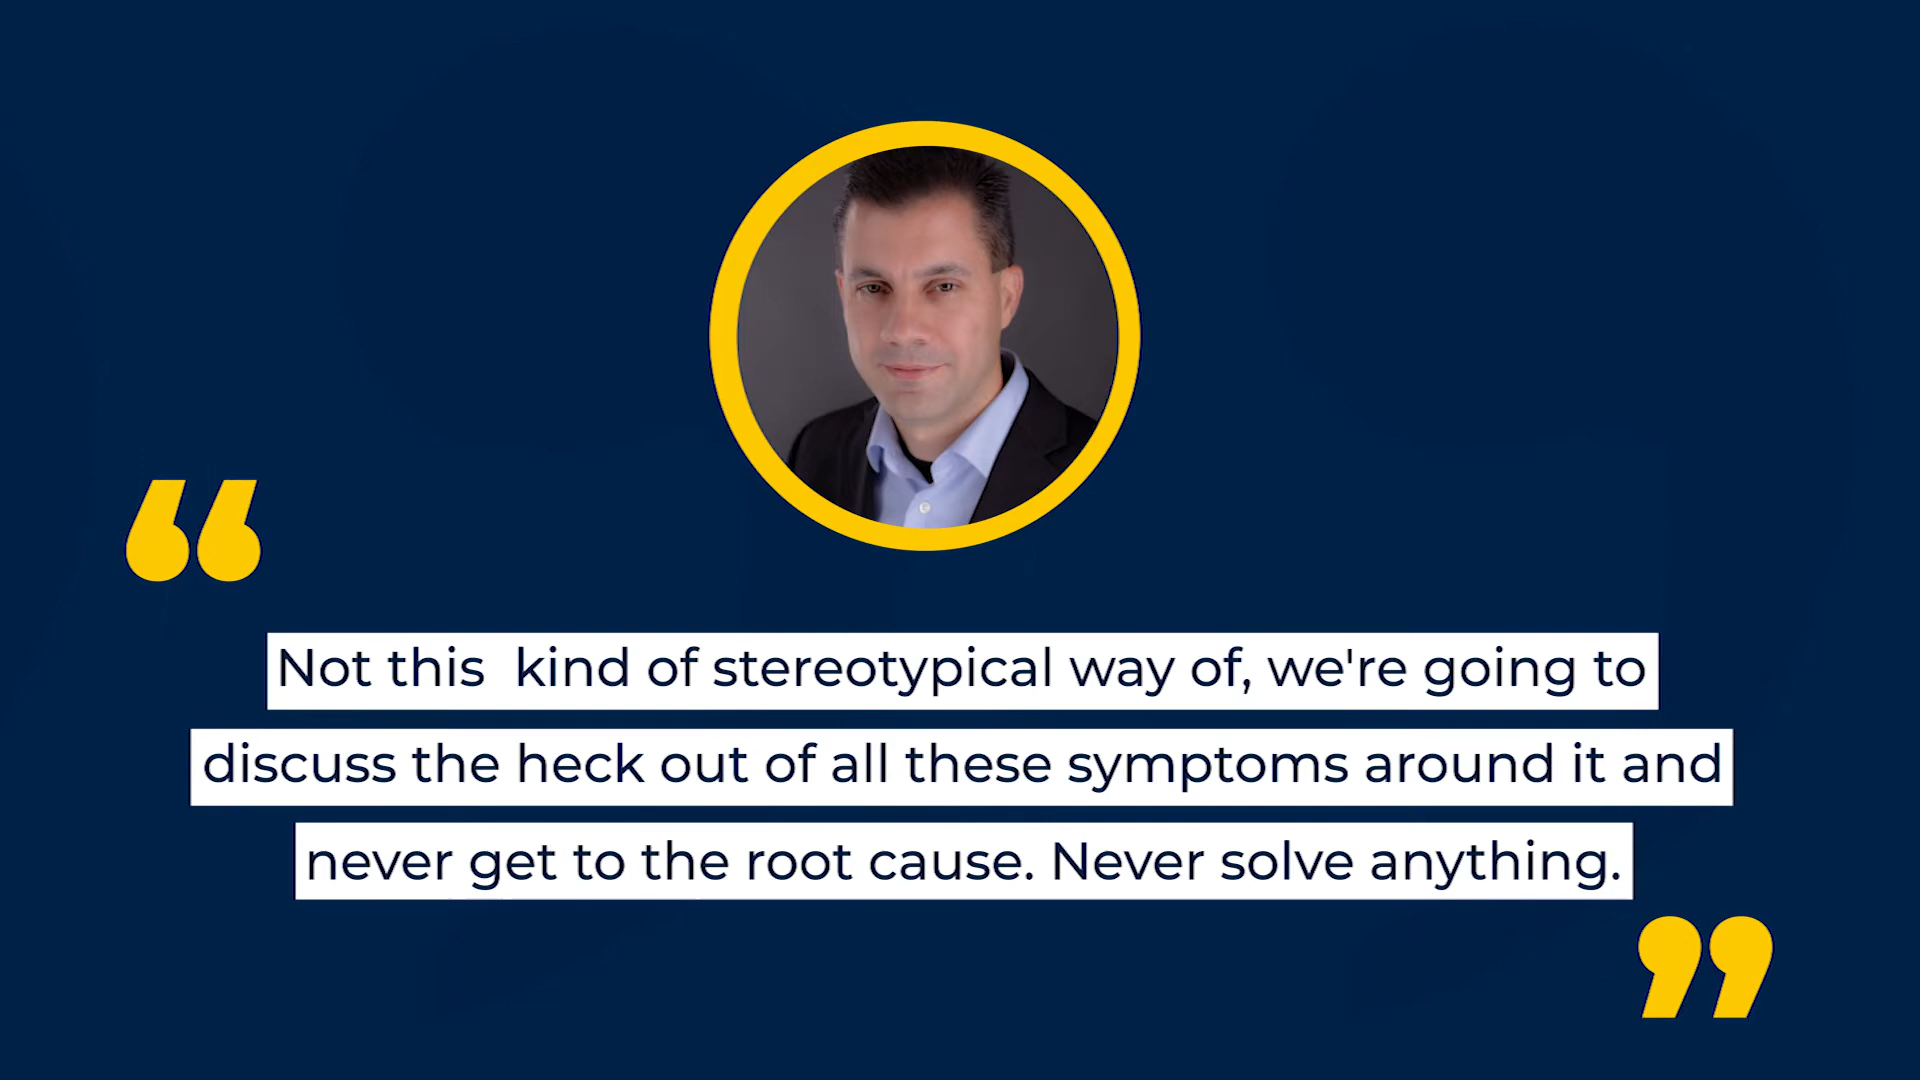 “
Not this  kind of stereotypical way of, we're going to
discuss the heck out of all these symptoms around it and
never get to the root cause. Never solve anything.
”